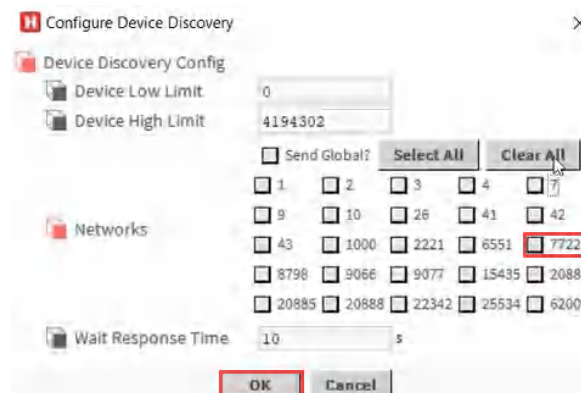 Configure Device Discovery
Device Discovery Config
Device Low Limit 0
Device High Limit 4194302
Send Global? Select All Clear All
1 2 3 4 7
9 10 26 41 42
Networks
43 1000 2221 6551 7722
8798 9066 9077 15435 2088
20885 20888 22342 25534 6200
Wait Response Time 10 s
OK Cancel